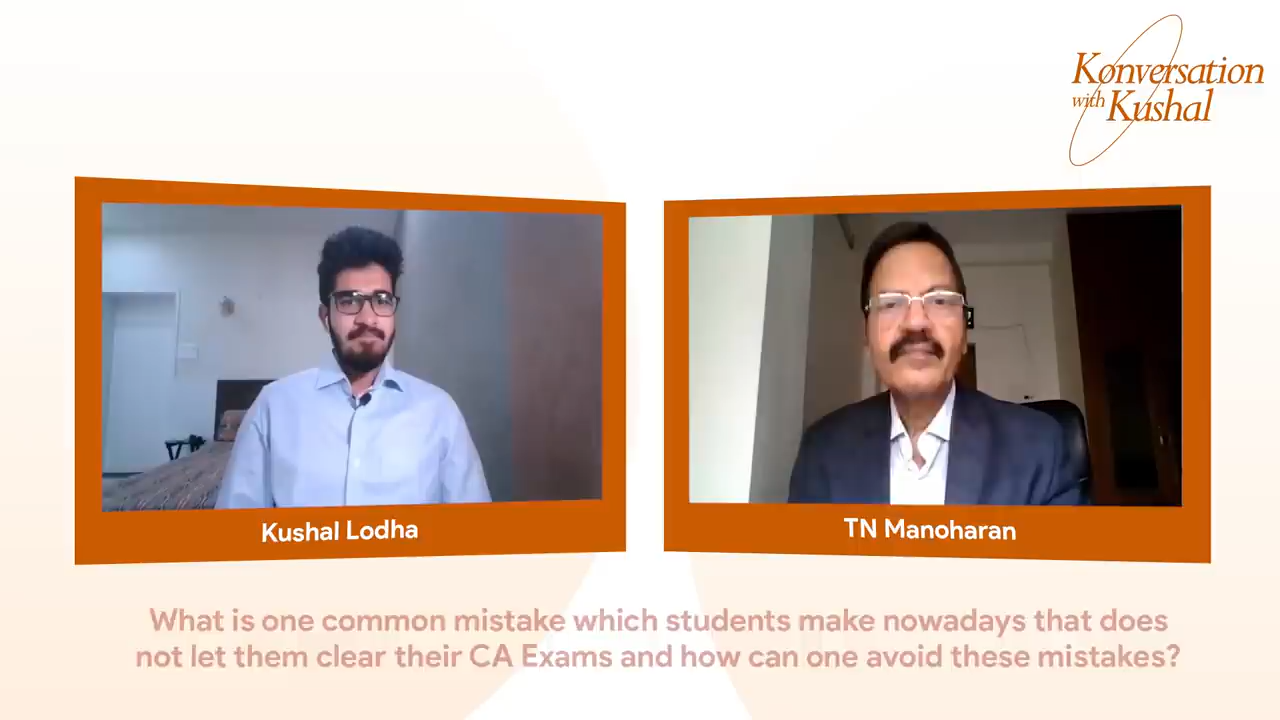 Konversation
with Kushal
Kushal Lodha
TN Manoharan
What is one common mistake which students make nowadays that does
not let them clear their CA Exams and how can one avoid these mistakes?